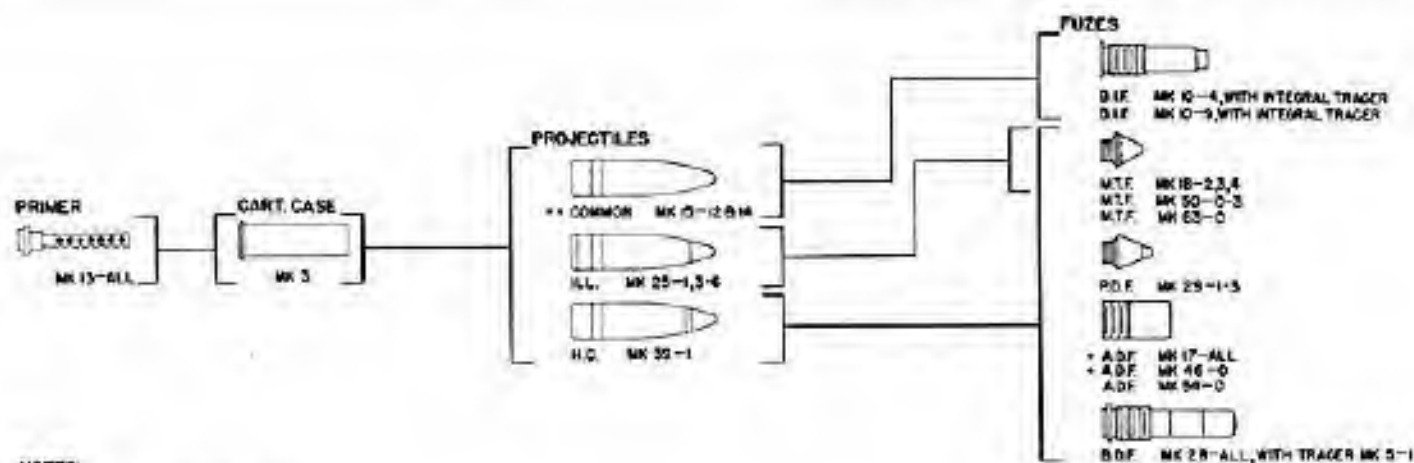 PRIMER
MK 13-ALL
CART. CASE
MK 3
PROJECTILES
** COMMON MK 15-12 & 14
ILL. MK 25-1,3-6
H.C. MK 39-1
FUZES
MK 10-4, WITH INTEGRAL TRACER
MK 10-9, WITH INTEGRAL TRACER
M.T.F. MK 18-2,3,4
M.T.F. MK 50-0-3
M.T.F. MK 63-0
P.D.F. MK 29-1-3
* A.D.F. MK 17-ALL
* A.D.F. MK 46-0
A.D.F. MK 54-0
B.D.F. MK 28-ALL, WITH TRACER MK 5-1